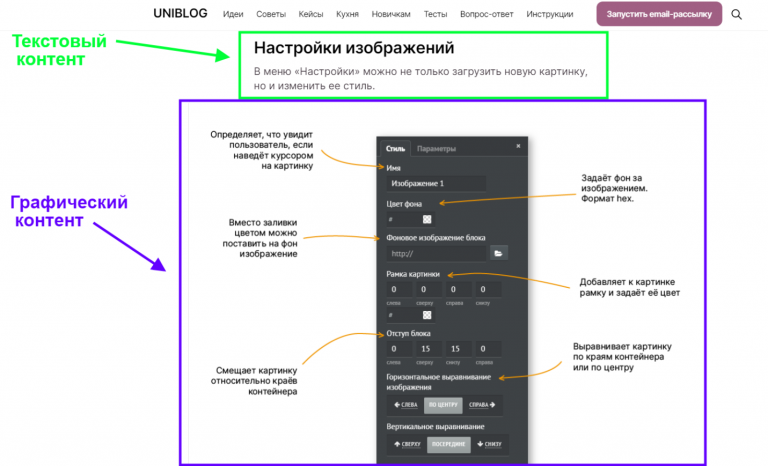 UNIBLOG Идеи Советы Кейсы Кухня Новичкам Тесты Вопрос-ответ Инструкции Запустить email-рассылку
Текстовый
контент
Настройки изображений
В меню «Настройки» можно не только загрузить новую картинку,
но и изменить ее стиль.
Графический
контент
Определяет, что увидит
пользователь, если
наведёт курсором
на картинку
Вместо заливки
цветом можно
поставить на фон
изображение
Смещает картинку
относительно краёв
контейнера
Стиль Параметры ×
Имя
Изображение 1
Цвет фона
#
Фоновое изображение блока
http://
Рамка картинки
0 0 0 0
слева сверху справа снизу
#
Отступ блока
0 15 15 0
слева сверху снизу справа
Горизонтальное выравнивание
изображения
СЛЕВА ПО ЦЕНТРУ СПРАВА
Вертикальное выравнивание
СВЕРХУ ПОСЕРЕДИНЕ СНИЗУ
Задаёт фон за
изображением.
Формат hex.
Добавляет к картинке
рамку и задаёт её цвет
Выравнивает картинку
по краям контейнера
или по центру